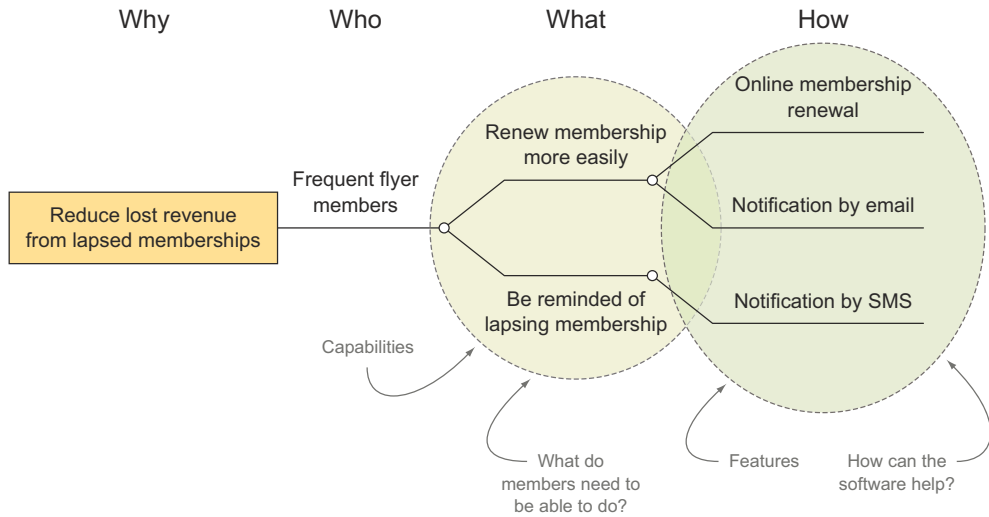 Why
Who
What
How
Reduce lost revenue
from lapsed memberships
Frequent flyer
members
Renew membership
more easily
Be reminded of
lapsing membership
Online membership
renewal
Notification by email
Notification by SMS
Capabilities
What do
members need to
be able to do?
Features
How can the
software help?